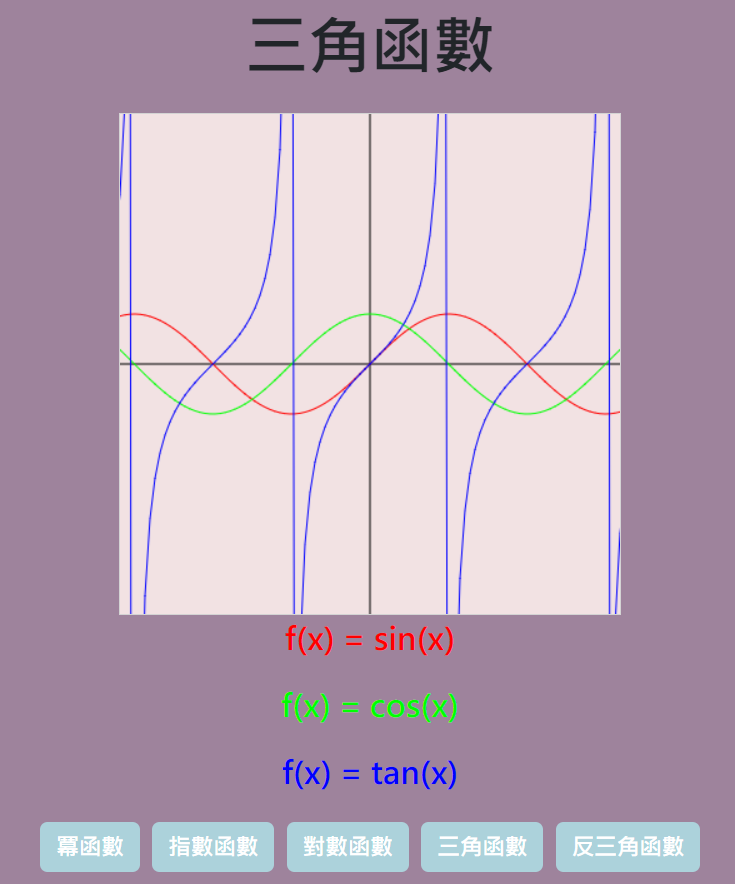 三角函數
f(x) = sin(x)
f(x) = cos(x)
f(x) = tan(x)
冪函數 指數函數 對數函數 三角函數 反三角函數